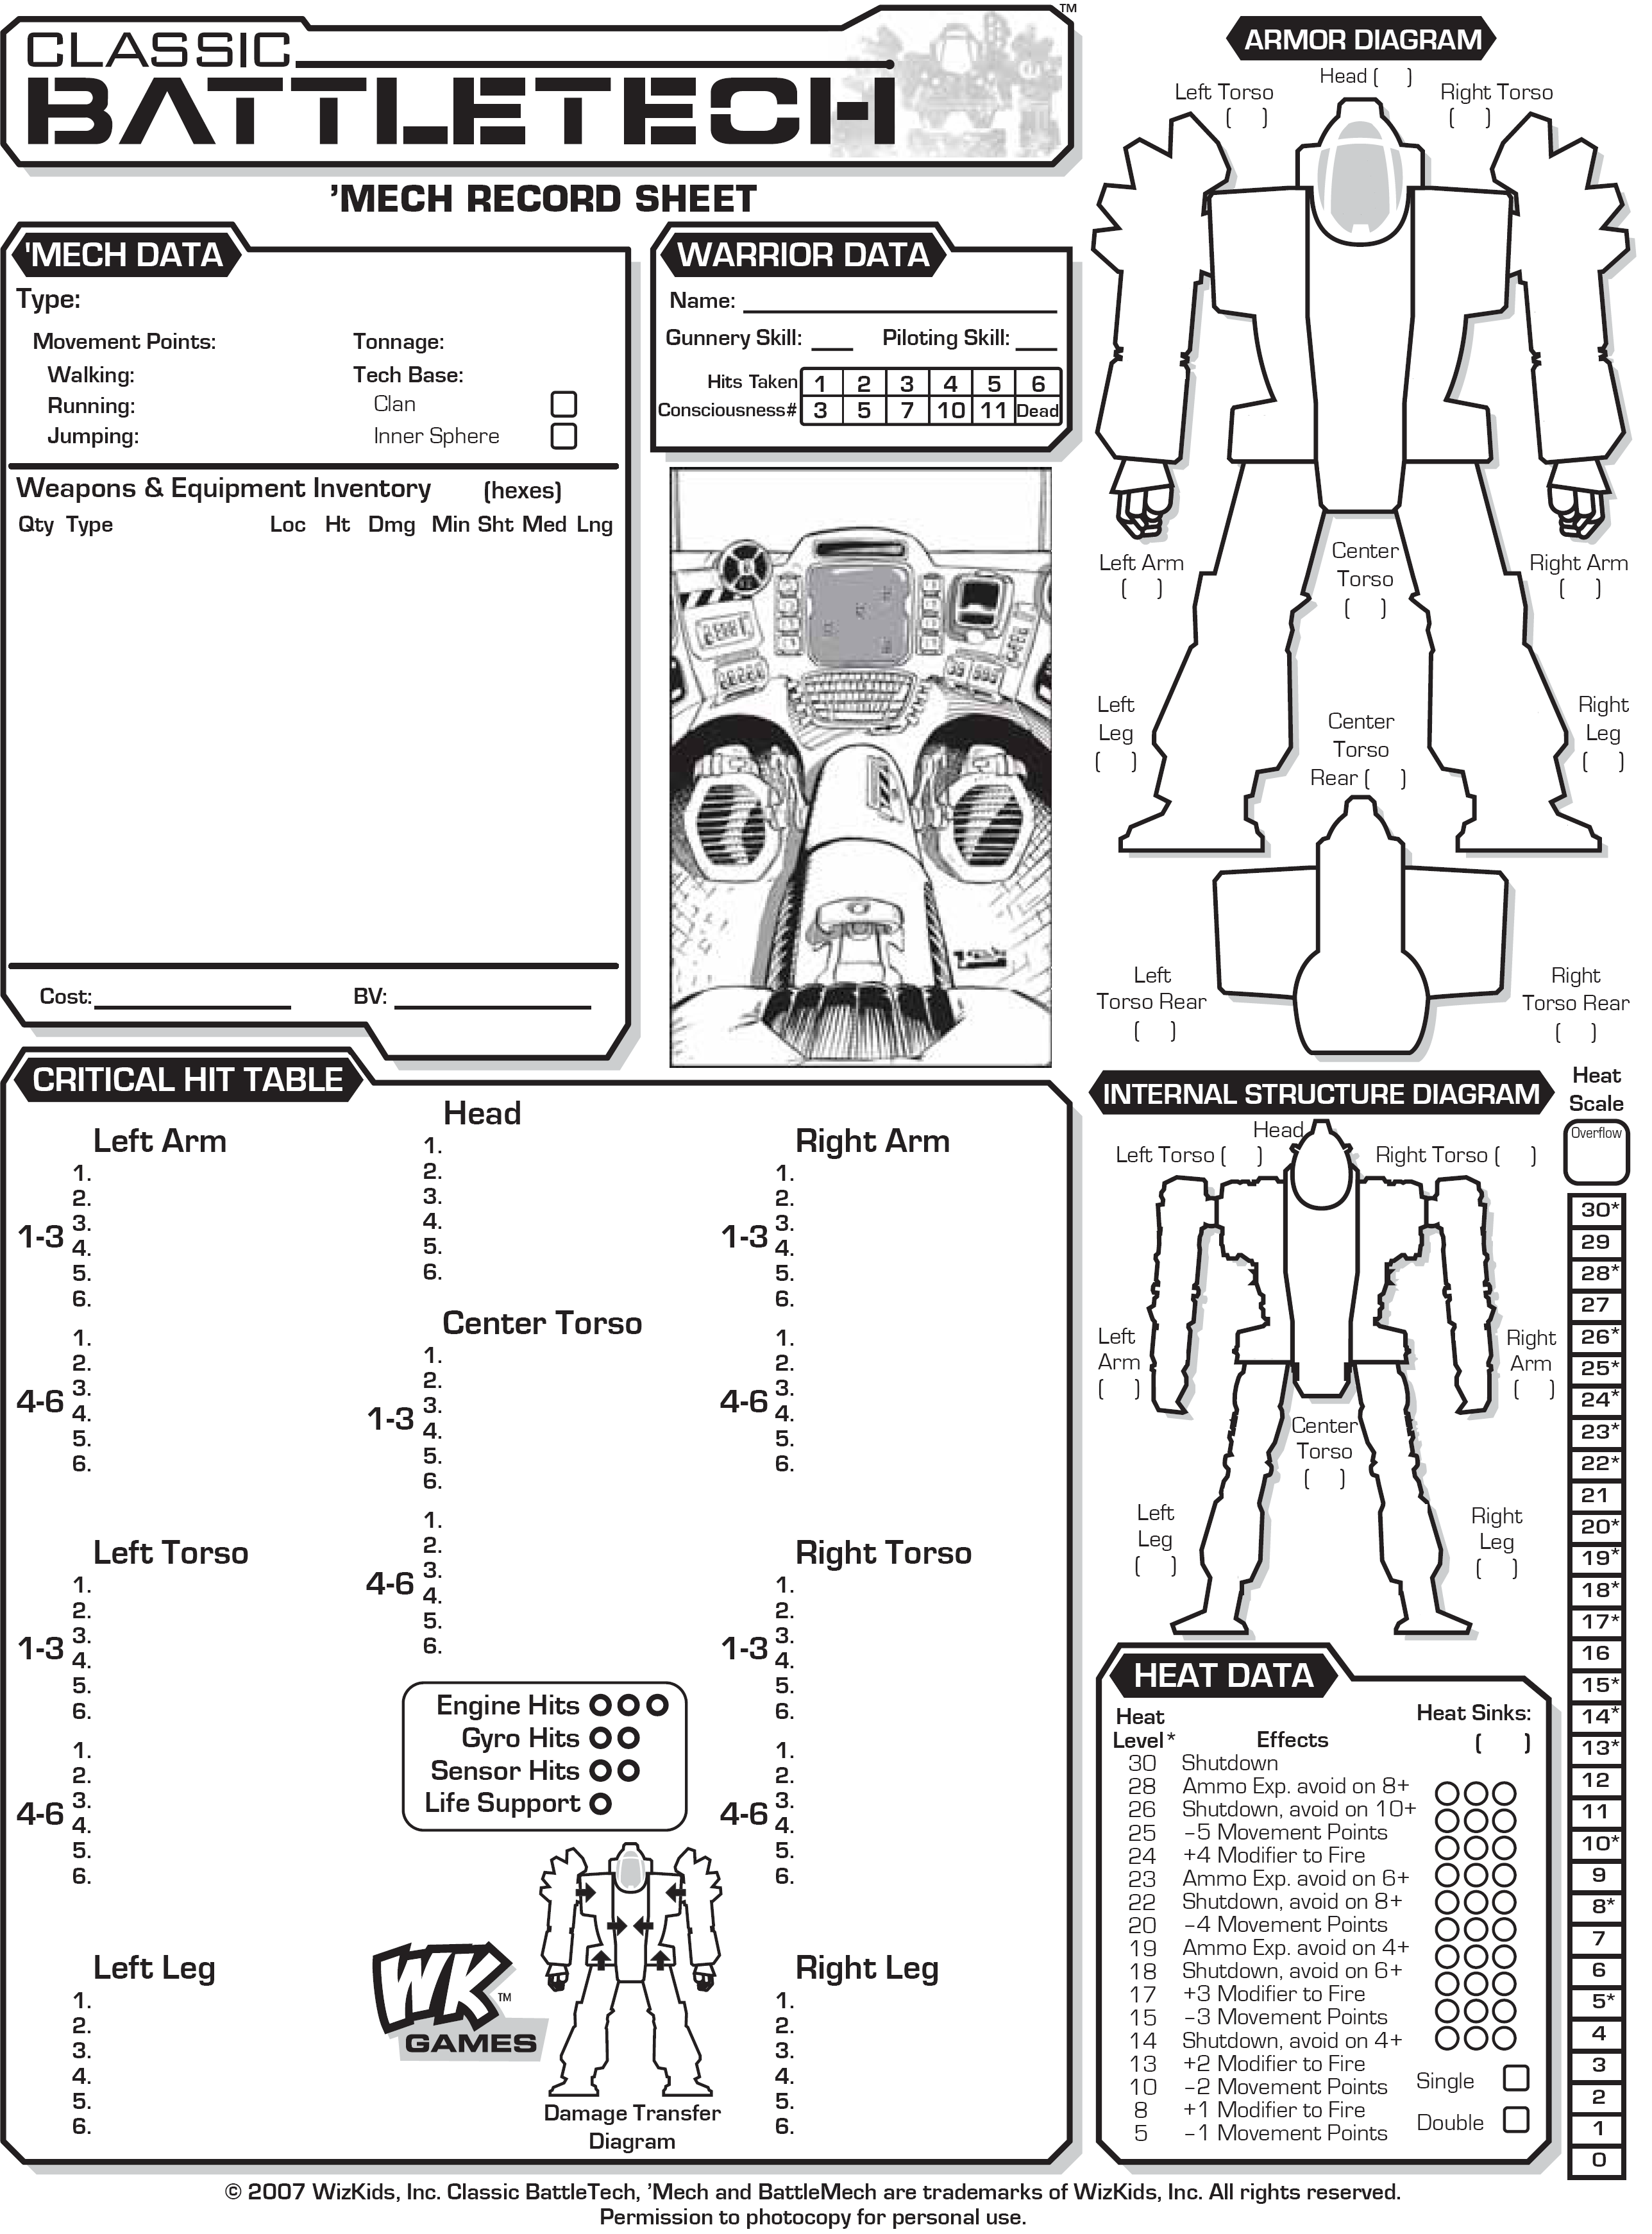 CLASSIC
BATTLETECH
TM
'MECH RECORD SHEET
'MECH DATA
Type:
Movement Points:
Tonnage:
Walking:
Tech Base:
Running:
Clan
Jumping:
Inner Sphere
Weapons & Equipment Inventory (hexes)
Qty Type Loc Ht Dmg Min Sht Med Lng
Cost:
BV:
WARRIOR DATA
Name:
Gunnery Skill: Piloting Skill:
Hits Taken 1 2 3 4 5 6
Consciousness# 3 5 7 10 11 Dead
ARMOR DIAGRAM
Head ( )
Left Torso
( )
Right Torso
( )
Left Arm
( )
Center
Torso
( )
Right Arm
( )
Left
Leg
( )
Center
Torso
Rear ( )
Right
Leg
( )
Left
Torso Rear
( )
Right
Torso Rear
( )
CRITICAL HIT TABLE
Left Arm
1-3
1.
2.
3.
4.
5.
6.
4-6
1.
2.
3.
4.
5.
6.
Left Torso
1-3
1.
2.
3.
4.
5.
6.
4-6
1.
2.
3.
4.
5.
6.
Left Leg
1.
2.
3.
4.
5.
6.
Head
1.
2.
3.
4.
5.
6.
Center Torso
1-3
1.
2.
3.
4.
5.
6.
4-6
1.
2.
3.
4.
5.
6.
Engine Hits
Gyro Hits
Sensor Hits
Life Support
WK
TM
GAMES
Damage Transfer
Diagram
Right Arm
1-3
1.
2.
3.
4.
5.
6.
4-6
1.
2.
3.
4.
5.
6.
Right Torso
1-3
1.
2.
3.
4.
5.
6.
4-6
1.
2.
3.
4.
5.
6.
Right Leg
1.
2.
3.
4.
5.
6.
INTERNAL STRUCTURE DIAGRAM
Head
Left Torso ( )
Right Torso ( )
Left
Arm
( )
Right
Arm
( )
Center
Torso
( )
Left
Leg
( )
Right
Leg
( )
HEAT DATA
Heat
Level* Effects
Heat Sinks:
( )
30 Shutdown
28 Ammo Exp. avoid on 8+
26 Shutdown, avoid on 10+
25 –5 Movement Points
24 +4 Modifier to Fire
23 Ammo Exp. avoid on 6+
22 Shutdown, avoid on 8+
20 –4 Movement Points
19 Ammo Exp. avoid on 4+
18 Shutdown, avoid on 6+
17 +3 Modifier to Fire
15 –3 Movement Points
14 Shutdown, avoid on 4+
13 +2 Modifier to Fire
10 –2 Movement Points
8 +1 Modifier to Fire
5 –1 Movement Points
Single
Double
Heat
Scale
Overflow
30*
29
28*
27
26*
25*
24*
23*
22*
21
20*
19*
18*
17*
16
15*
14*
13*
12
11
10*
9
8*
7
6
5*
4
3
2
1
0
© 2007 WizKids, Inc. Classic BattleTech, 'Mech and BattleMech are trademarks of WizKids, Inc. All rights reserved.
Permission to photocopy for personal use.